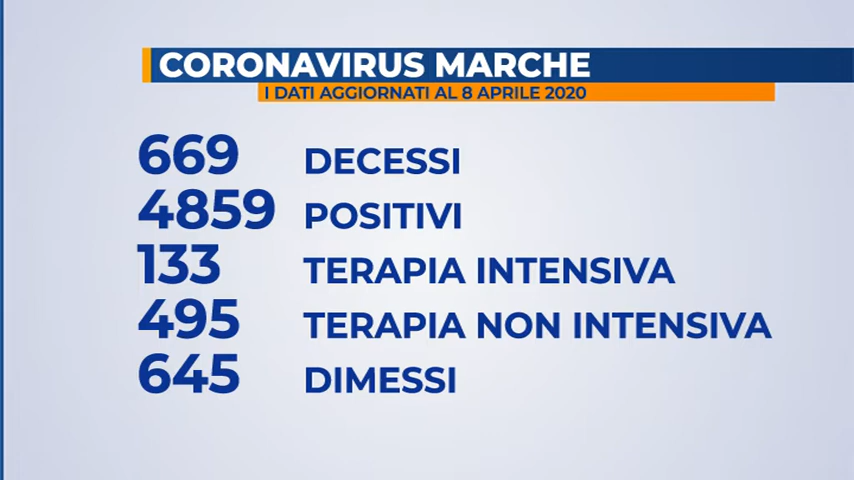 CORONAVIRUS MARCHE
I DATI AGGIORNATI AL 8 APRILE 2020
669 DECESSI
4859 POSITIVI
133 TERAPIA INTENSIVA
495 TERAPIA NON INTENSIVA
645 DIMESSI